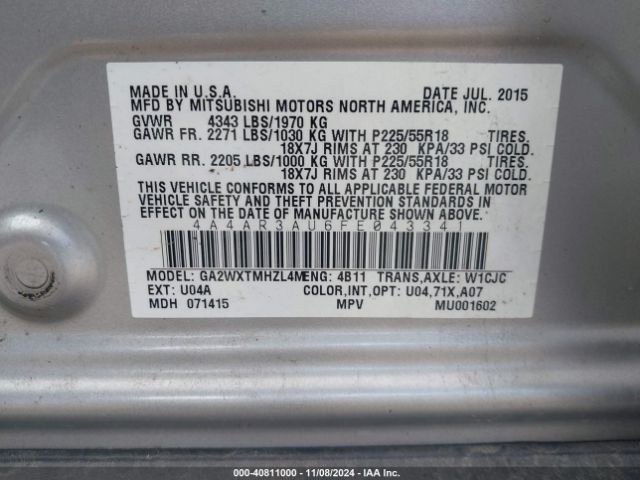 MADE IN U.S.A. DATE JUL. 2015
MFD BY MITSUBISHI MOTORS NORTH AMERICA, INC.
GVWR 4343 LBS/1970 KG
GAWR FR. 2271 LBS/1030 KG WITH P225/55R18 TIRES.
18X7J RIMS AT 230 KPA/33 PSI COLD.
GAWR RR. 2205 LBS/1000 KG WITH P225/55R18 TIRES.
18X7J RIMS AT 230 KPA/33 PSI COLD.
THIS VEHICLE CONFORMS TO ALL APPLICABLE FEDERAL MOTOR
VEHICLE SAFETY AND THEFT PREVENTION STANDARDS IN
EFFECT ON THE DATE OF MANUFACTURE SHOWN ABOVE.
4A4AR3AU6FE043341
MODEL: GA2WXTMHZL4M ENG: 4B11 TRANS,AXLE: W1CJC
EXT: U04A COLOR,INT,OPT: U04,71X,A07
MDH 071415 MPV MU001602
000-40811000 - 11/08/2024 - IAA Inc.